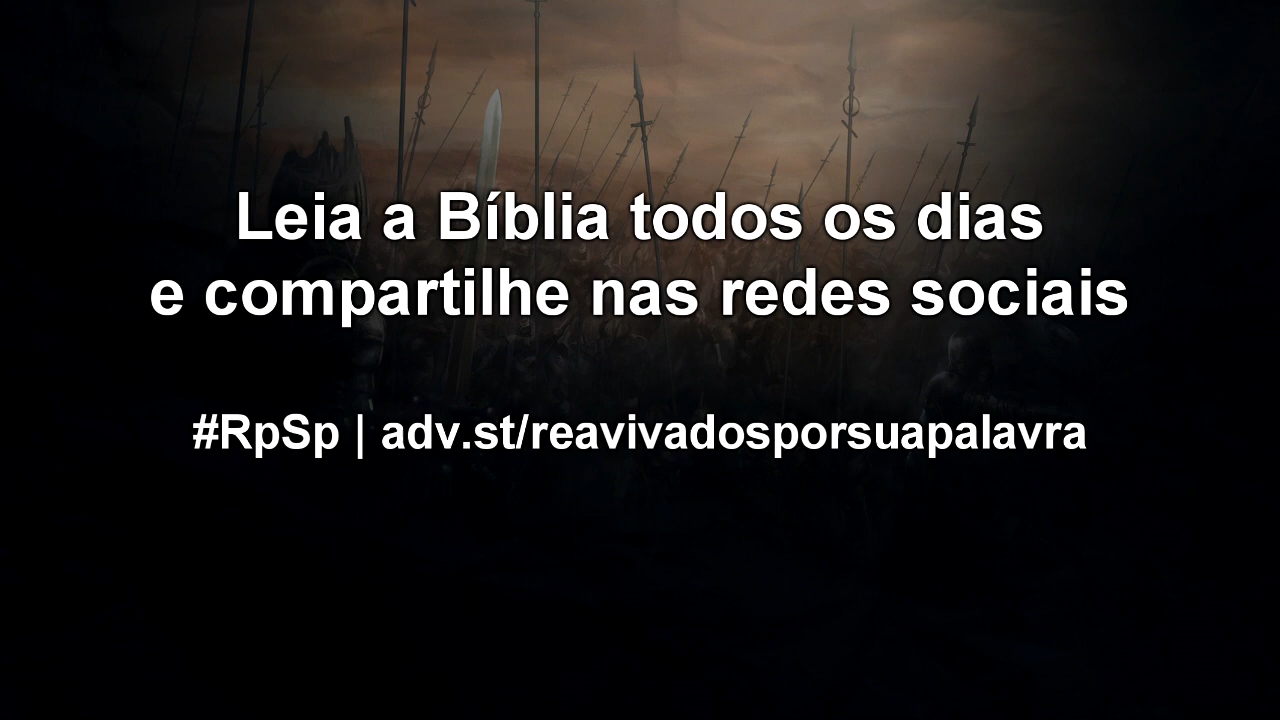 Leia a Bíblia todos os dias
e compartilhe nas redes sociais
#RpSp | adv.st/reavivadosporsuapalavra